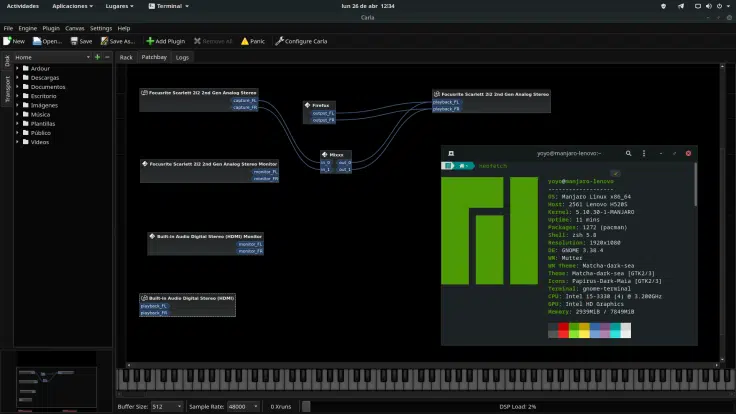 Actividades Aplicaciones Lugares Terminal lun 26 de abr 12:34
Carla
File Engine Plugin Canvas Settings Help
New Open... Save Save As... Add Plugin Remove All Panic Configure Carla
Disk
Transport
Home
Ardour
Descargas
Documentos
Escritorio
Imágenes
Música
Plantillas
Público
Vídeos
Rack Patchbay Logs
Focusrite Scarlett 2i2 2nd Gen Analog Stereo
capture_FL
capture_FR
Firefox
output_FL
output_FR
Focusrite Scarlett 2i2 2nd Gen Analog Stereo
playback_FL
playback_FR
Mixxx
in_0 out_0
in_1 out_1
Focusrite Scarlett 2i2 2nd Gen Analog Stereo Monitor
monitor_FL
monitor_FR
Built-in Audio Digital Stereo (HDMI) Monitor
monitor_FL
monitor_FR
Built-in Audio Digital Stereo (HDMI)
playback_FL
playback_FR
yoyo@manjaro-lenovo:~
neofetch
yoyo@manjaro-lenovo
-------------------
OS: Manjaro Linux x86_64
Host: 2561 Lenovo H520S
Kernel: 5.10.30-1-MANJARO
Uptime: 11 mins
Packages: 1272 (pacman)
Shell: zsh 5.8
Resolution: 1920x1080
DE: GNOME 3.38.4
WM: Mutter
WM Theme: Matcha-dark-sea
Theme: Matcha-dark-sea [GTK2/3]
Icons: Papirus-Dark-Maia [GTK2/3]
Terminal: gnome-terminal
CPU: Intel i5-3330 (4) @ 3.200GHz
GPU: Intel HD Graphics
Memory: 2939MiB / 7849MiB
Buffer Size: 512 Sample Rate: 48000 0 Xruns DSP Load: 2%